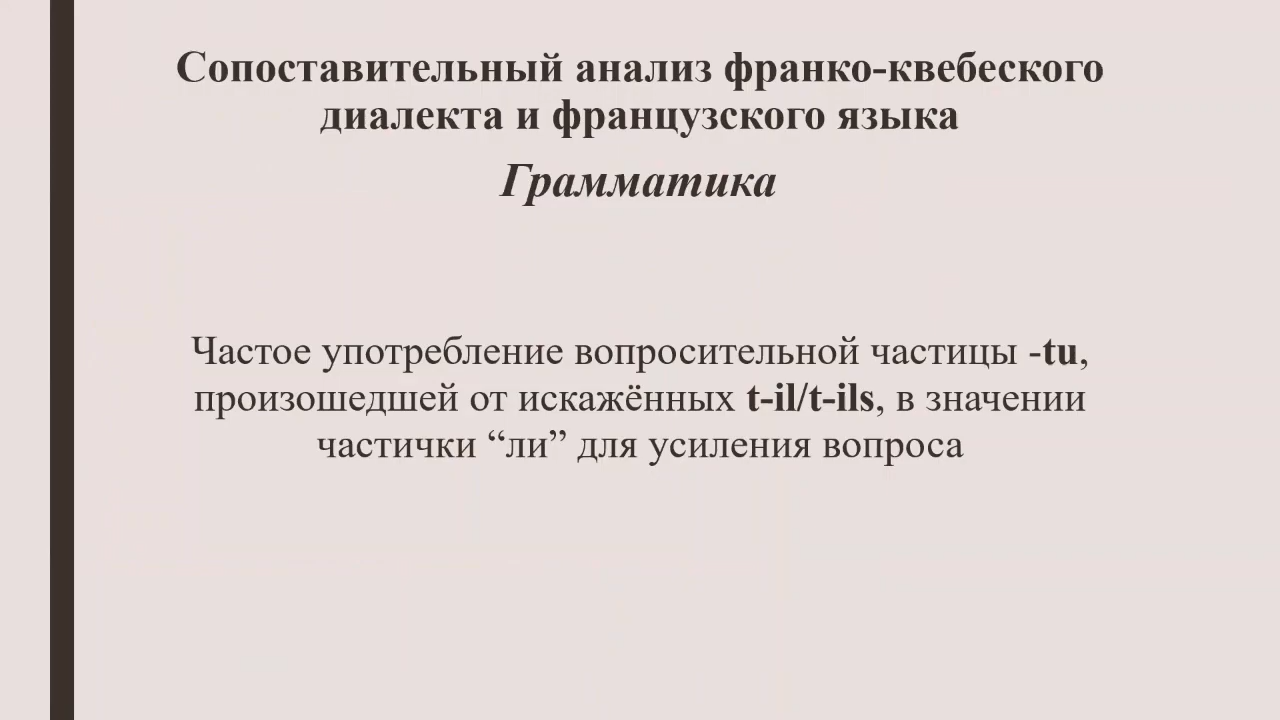 Сопоставительный анализ франко-квебеского
диалекта и французского языка
Грамматика
Частое употребление вопросительной частицы -tu,
произошедшей от искажённых t-il/t-ils, в значении
частички “ли” для усиления вопроса